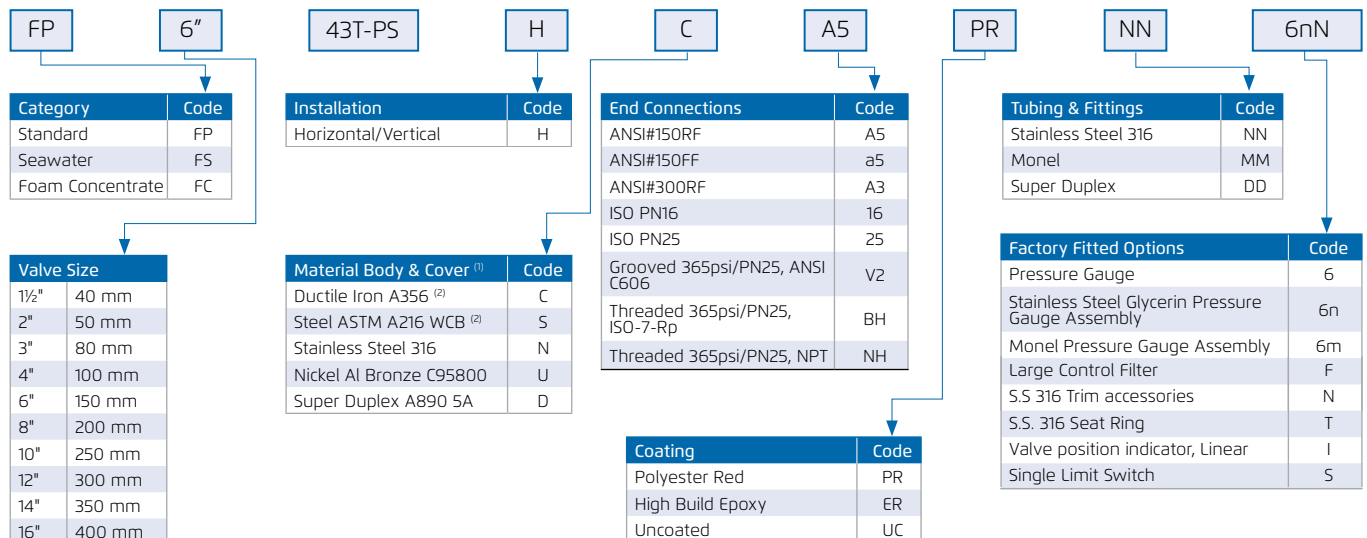 FP 6" 43T-PS H C A5 PR NN 6nN
Category Code
Standard FP
Seawater FS
Foam Concentrate FC
Valve Size
1½" 40 mm
2" 50 mm
3" 80 mm
4" 100 mm
6" 150 mm
8" 200 mm
10" 250 mm
12" 300 mm
14" 350 mm
16" 400 mm
Installation Code
Horizontal/Vertical H
Material Body & Cover (1) Code
Ductile Iron A356 (2) C
Steel ASTM A216 WCB (2) S
Stainless Steel 316 N
Nickel Al Bronze C95800 U
Super Duplex A890 5A D
End Connections Code
ANSI#150RF A5
ANSI#150FF a5
ANSI#300RF A3
ISO PN16 16
ISO PN25 25
Grooved 365psi/PN25, ANSI
C606 V2
Threaded 365psi/PN25,
ISO-7-Rp BH
Threaded 365psi/PN25, NPT NH
Coating Code
Polyester Red PR
High Build Epoxy ER
Uncoated UC
Tubing & Fittings Code
Stainless Steel 316 NN
Monel MM
Super Duplex DD
Factory Fitted Options Code
Pressure Gauge 6
Stainless Steel Glycerin Pressure
Gauge Assembly 6n
Monel Pressure Gauge Assembly 6m
Large Control Filter F
S.S 316 Trim accessories N
S.S. 316 Seat Ring T
Valve position indicator, Linear I
Single Limit Switch S